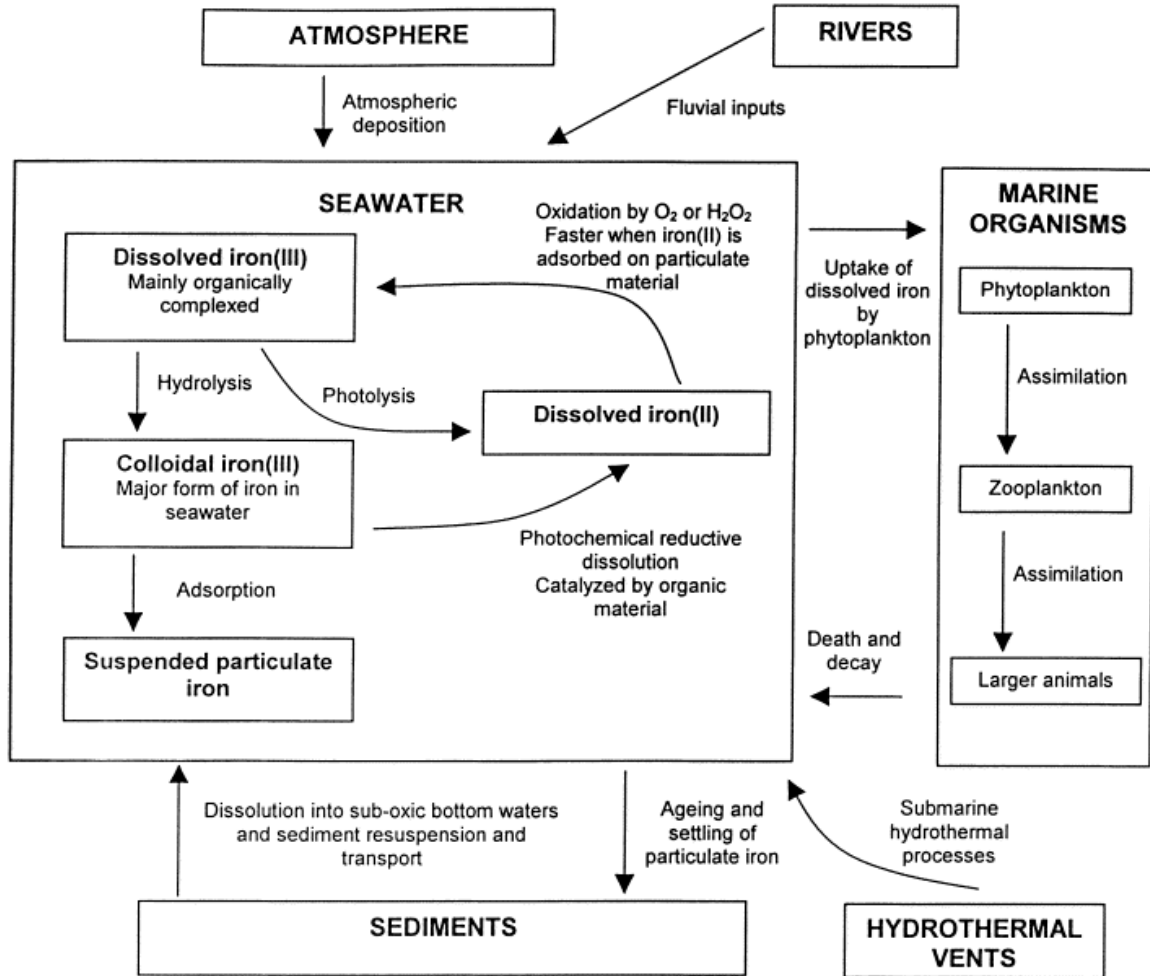 ATMOSPHERE
RIVERS
Atmospheric
deposition
Fluvial inputs
SEAWATER
Oxidation by O₂ or H₂O₂
Faster when iron(II) is
adsorbed on particulate
material
Dissolved iron(III)
Mainly organically
complexed
Hydrolysis
Photolysis
Dissolved iron(II)
Colloidal iron(III)
Major form of iron in
seawater
Photochemical reductive
dissolution
Catalyzed by organic
material
Adsorption
Suspended particulate
iron
Uptake of
dissolved iron
by
phytoplankton
MARINE
ORGANISMS
Phytoplankton
Assimilation
Zooplankton
Assimilation
Larger animals
Death and
decay
Dissolution into sub-oxic bottom waters
and sediment resuspension and
transport
Ageing and
settling of
particulate iron
Submarine
hydrothermal
processes
SEDIMENTS
HYDROTHERMAL
VENTS